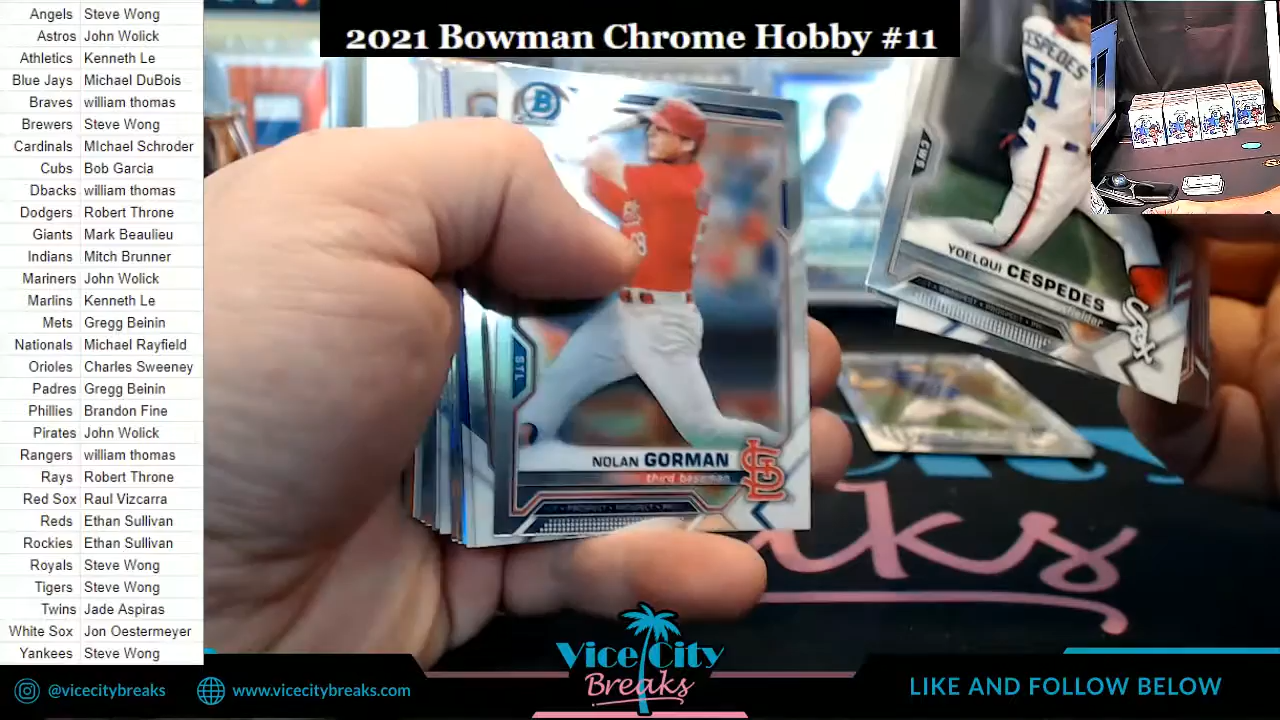 2021 Bowman Chrome Hobby #11
Angels Steve Wong
Astros John Wolick
Athletics Kenneth Le
Blue Jays Michael DuBois
Braves william thomas
Brewers Steve Wong
Cardinals MIchael Schroder
Cubs Bob Garcia
Dbacks william thomas
Dodgers Robert Throne
Giants Mark Beaulieu
Indians Mitch Brunner
Mariners John Wolick
Marlins Kenneth Le
Mets Gregg Beinin
Nationals Michael Rayfield
Orioles Charles Sweeney
Padres Gregg Beinin
Phillies Brandon Fine
Pirates John Wolick
Rangers william thomas
Rays Robert Throne
Red Sox Raul Vizcarra
Reds Ethan Sullivan
Rockies Ethan Sullivan
Royals Steve Wong
Tigers Steve Wong
Twins Jade Aspiras
White Sox Jon Oestermeyer
Yankees Steve Wong
B
STL
NOLAN GORMAN
third baseman
STL
CESPEDES
51
CWS
YOELQUI CESPEDES
SOX
aks
Vice City
Breaks
@vicecitybreaks
www.vicecitybreaks.com
LIKE AND FOLLOW BELOW